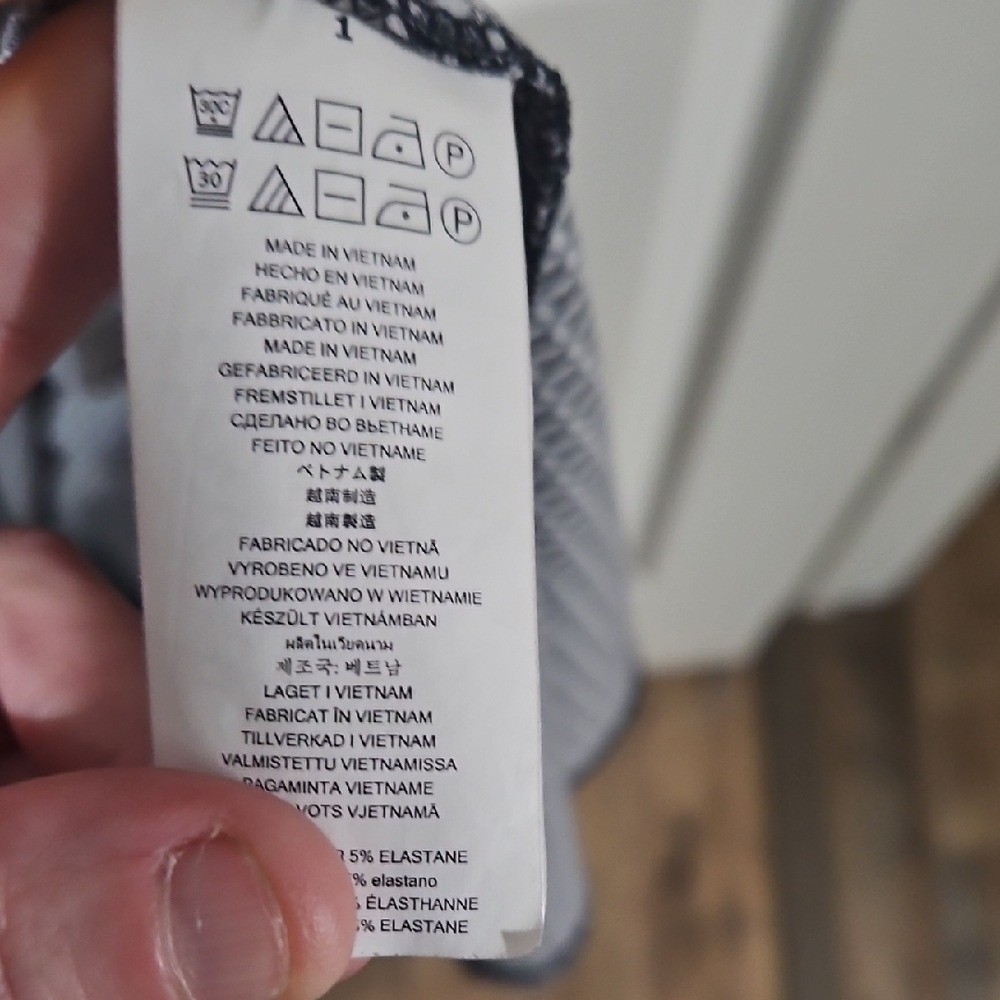 1
30C
P
30
P
MADE IN VIETNAM
HECHO EN VIETNAM
FABRIQUÉ AU VIETNAM
FABBRICATO IN VIETNAM
MADE IN VIETNAM
GEFABRICEERD IN VIETNAM
FREMSTILLET I VIETNAM
СДЕЛАНО ВО ВЬЕТНАМЕ
FEITO NO VIETNAME
ベトナム製
越南制造
越南製造
FABRICADO NO VIETNÃ
VYROBENO VE VIETNAMU
WYPRODUKOWANO W WIETNAMIE
KÉSZÜLT VIETNÁMBAN
ผลิตในเวียดนาม
제조국: 베트남
LAGET I VIETNAM
FABRICAT ÎN VIETNAM
TILLVERKAD I VIETNAM
VALMISTETTU VIETNAMISSA
PAGAMINTA VIETNAME
VOTS VJETNAMĀ
5% ELASTANE
% elastano
ÉLASTHANNE
% ELASTANE